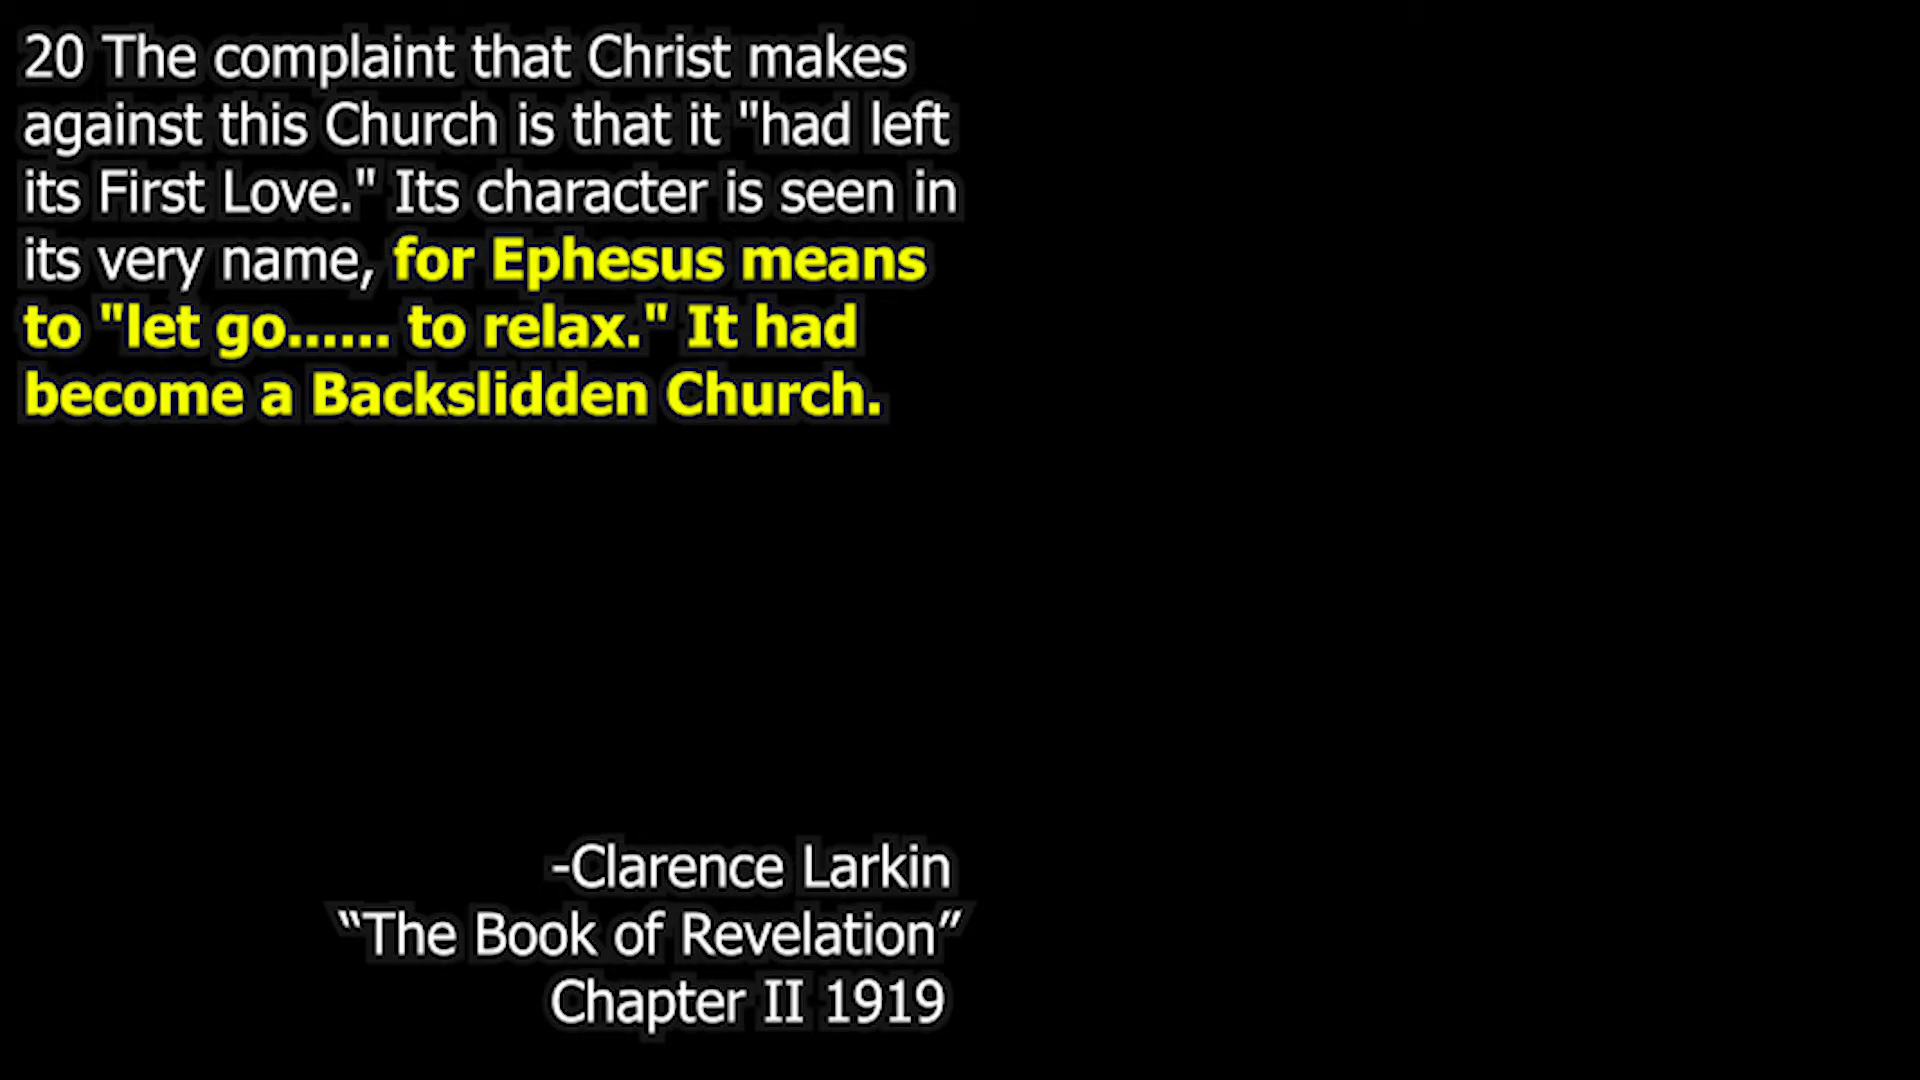 20 The complaint that Christ makes
against this Church is that it "had left
its First Love." Its character is seen in
its very name, for Ephesus means
to "let go...... to relax." It had
become a Backslidden Church.
-Clarence Larkin
“The Book of Revelation”
Chapter II 1919